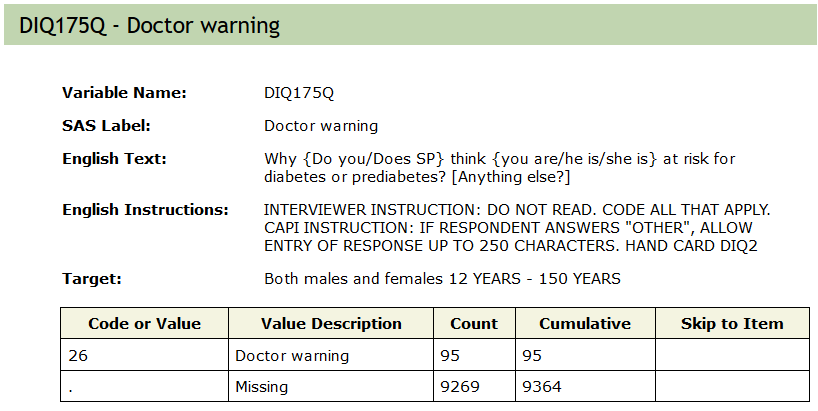 DIQ175Q - Doctor warning
Variable Name: DIQ175Q
SAS Label: Doctor warning
English Text: Why {Do you/Does SP} think {you are/he is/she is} at risk for
diabetes or prediabetes? [Anything else?]
English Instructions: INTERVIEWER INSTRUCTION: DO NOT READ. CODE ALL THAT APPLY.
CAPI INSTRUCTION: IF RESPONDENT ANSWERS "OTHER", ALLOW
ENTRY OF RESPONSE UP TO 250 CHARACTERS. HAND CARD DIQ2
Target: Both males and females 12 YEARS - 150 YEARS
Code or Value Value Description Count Cumulative Skip to Item
26 Doctor warning 95 95
. Missing 9269 9364